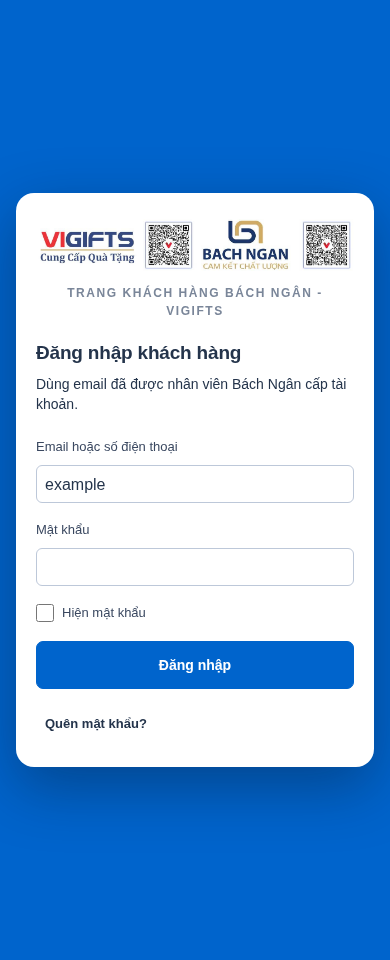 VIGIFTS
Cung Cấp Quà Tặng
BACH NGAN
CAM KẾT CHẤT LƯỢNG
TRANG KHÁCH HÀNG BÁCH NGÂN -
VIGIFTS
Đăng nhập khách hàng
Dùng email đã được nhân viên Bách Ngân cấp tài
khoản.
Email hoặc số điện thoại
example
Mật khẩu
Hiện mật khẩu
Đăng nhập
Quên mật khẩu?